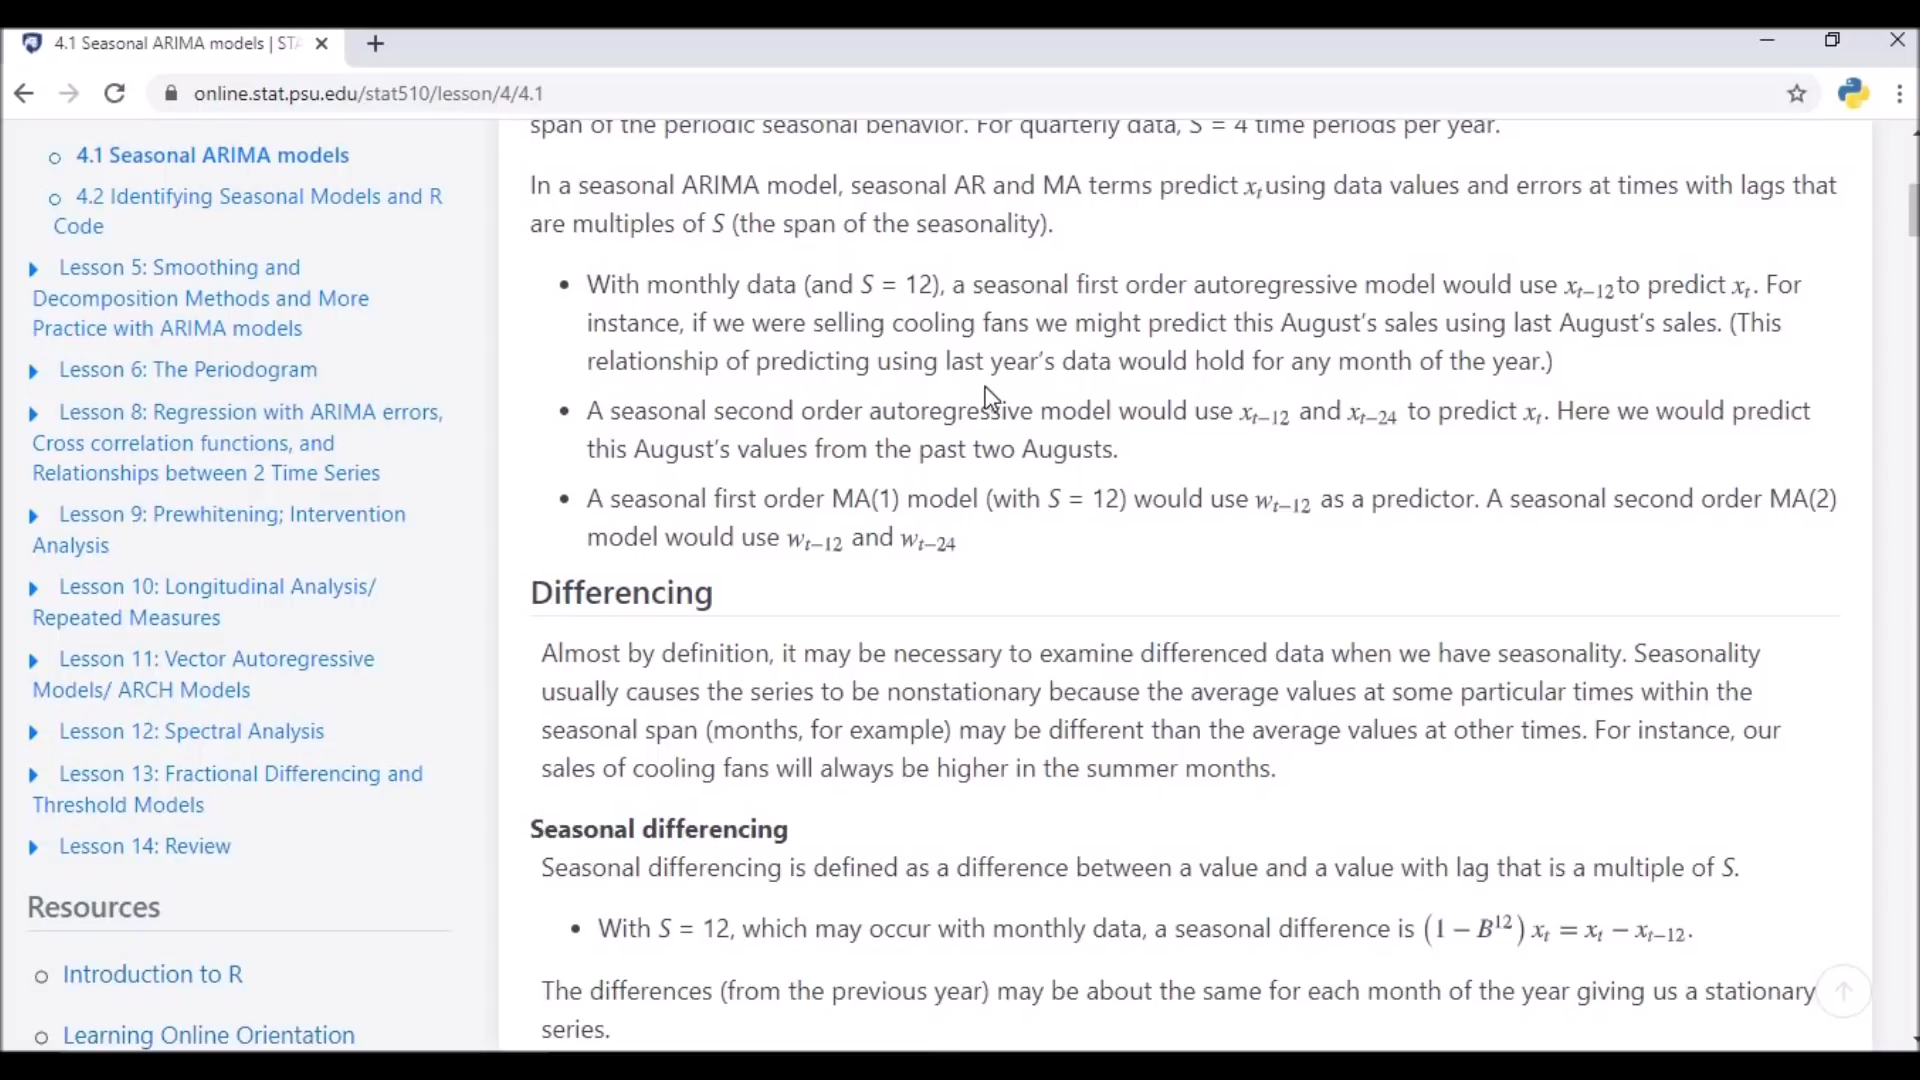 4.1 Seasonal ARIMA models | STA
online.stat.psu.edu/stat510/lesson/4/4.1
4.1 Seasonal ARIMA models
4.2 Identifying Seasonal Models and R
Code
Lesson 5: Smoothing and
Decomposition Methods and More
Practice with ARIMA models
Lesson 6: The Periodogram
Lesson 8: Regression with ARIMA errors,
Cross correlation functions, and
Relationships between 2 Time Series
Lesson 9: Prewhitening; Intervention
Analysis
Lesson 10: Longitudinal Analysis/
Repeated Measures
Lesson 11: Vector Autoregressive
Models/ ARCH Models
Lesson 12: Spectral Analysis
Lesson 13: Fractional Differencing and
Threshold Models
Lesson 14: Review
Resources
Introduction to R
Learning Online Orientation
span of the periodic seasonal behavior. For quarterly data, S = 4 time periods per year.
In a seasonal ARIMA model, seasonal AR and MA terms predict xₜ using data values and errors at times with lags that
are multiples of S (the span of the seasonality).
• With monthly data (and S = 12), a seasonal first order autoregressive model would use xₜ₋₁₂ to predict xₜ. For
instance, if we were selling cooling fans we might predict this August's sales using last August's sales. (This
relationship of predicting using last year's data would hold for any month of the year.)
• A seasonal second order autoregressive model would use xₜ₋₁₂ and xₜ₋₂₄ to predict xₜ. Here we would predict
this August's values from the past two Augusts.
• A seasonal first order MA(1) model (with S = 12) would use wₜ₋₁₂ as a predictor. A seasonal second order MA(2)
model would use wₜ₋₁₂ and wₜ₋₂₄
Differencing
Almost by definition, it may be necessary to examine differenced data when we have seasonality. Seasonality
usually causes the series to be nonstationary because the average values at some particular times within the
seasonal span (months, for example) may be different than the average values at other times. For instance, our
sales of cooling fans will always be higher in the summer months.
Seasonal differencing
Seasonal differencing is defined as a difference between a value and a value with lag that is a multiple of S.
• With S = 12, which may occur with monthly data, a seasonal difference is (1 − B¹²) xₜ = xₜ − xₜ₋₁₂.
The differences (from the previous year) may be about the same for each month of the year giving us a stationary
series.